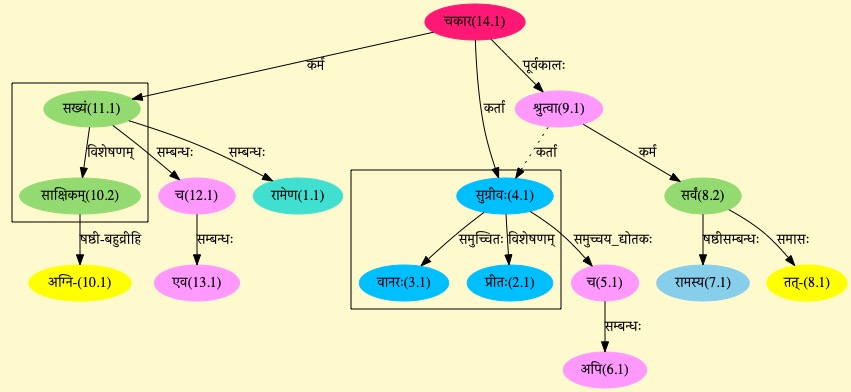 चकार(14.1)
कर्म
पूर्वकालः
सख्यं(11.1)
कर्ता
श्रुत्वा(9.1)
विशेषणम्
सम्बन्धः
सम्बन्धः
कर्ता
कर्म
साक्षिकम्(10.2)
च(12.1)
रामेण(1.1)
सुग्रीवः(4.1)
सर्वं(8.2)
षष्ठी-बहुव्रीहि
सम्बन्धः
समुच्चितः
विशेषणम्
समुच्चय_द्योतकः
षष्ठीसम्बन्धः
समासः
अग्नि-(10.1)
एव(13.1)
वानरः(3.1)
प्रीतः(2.1)
च(5.1)
रामस्य(7.1)
तत्-(8.1)
सम्बन्धः
अपि(6.1)